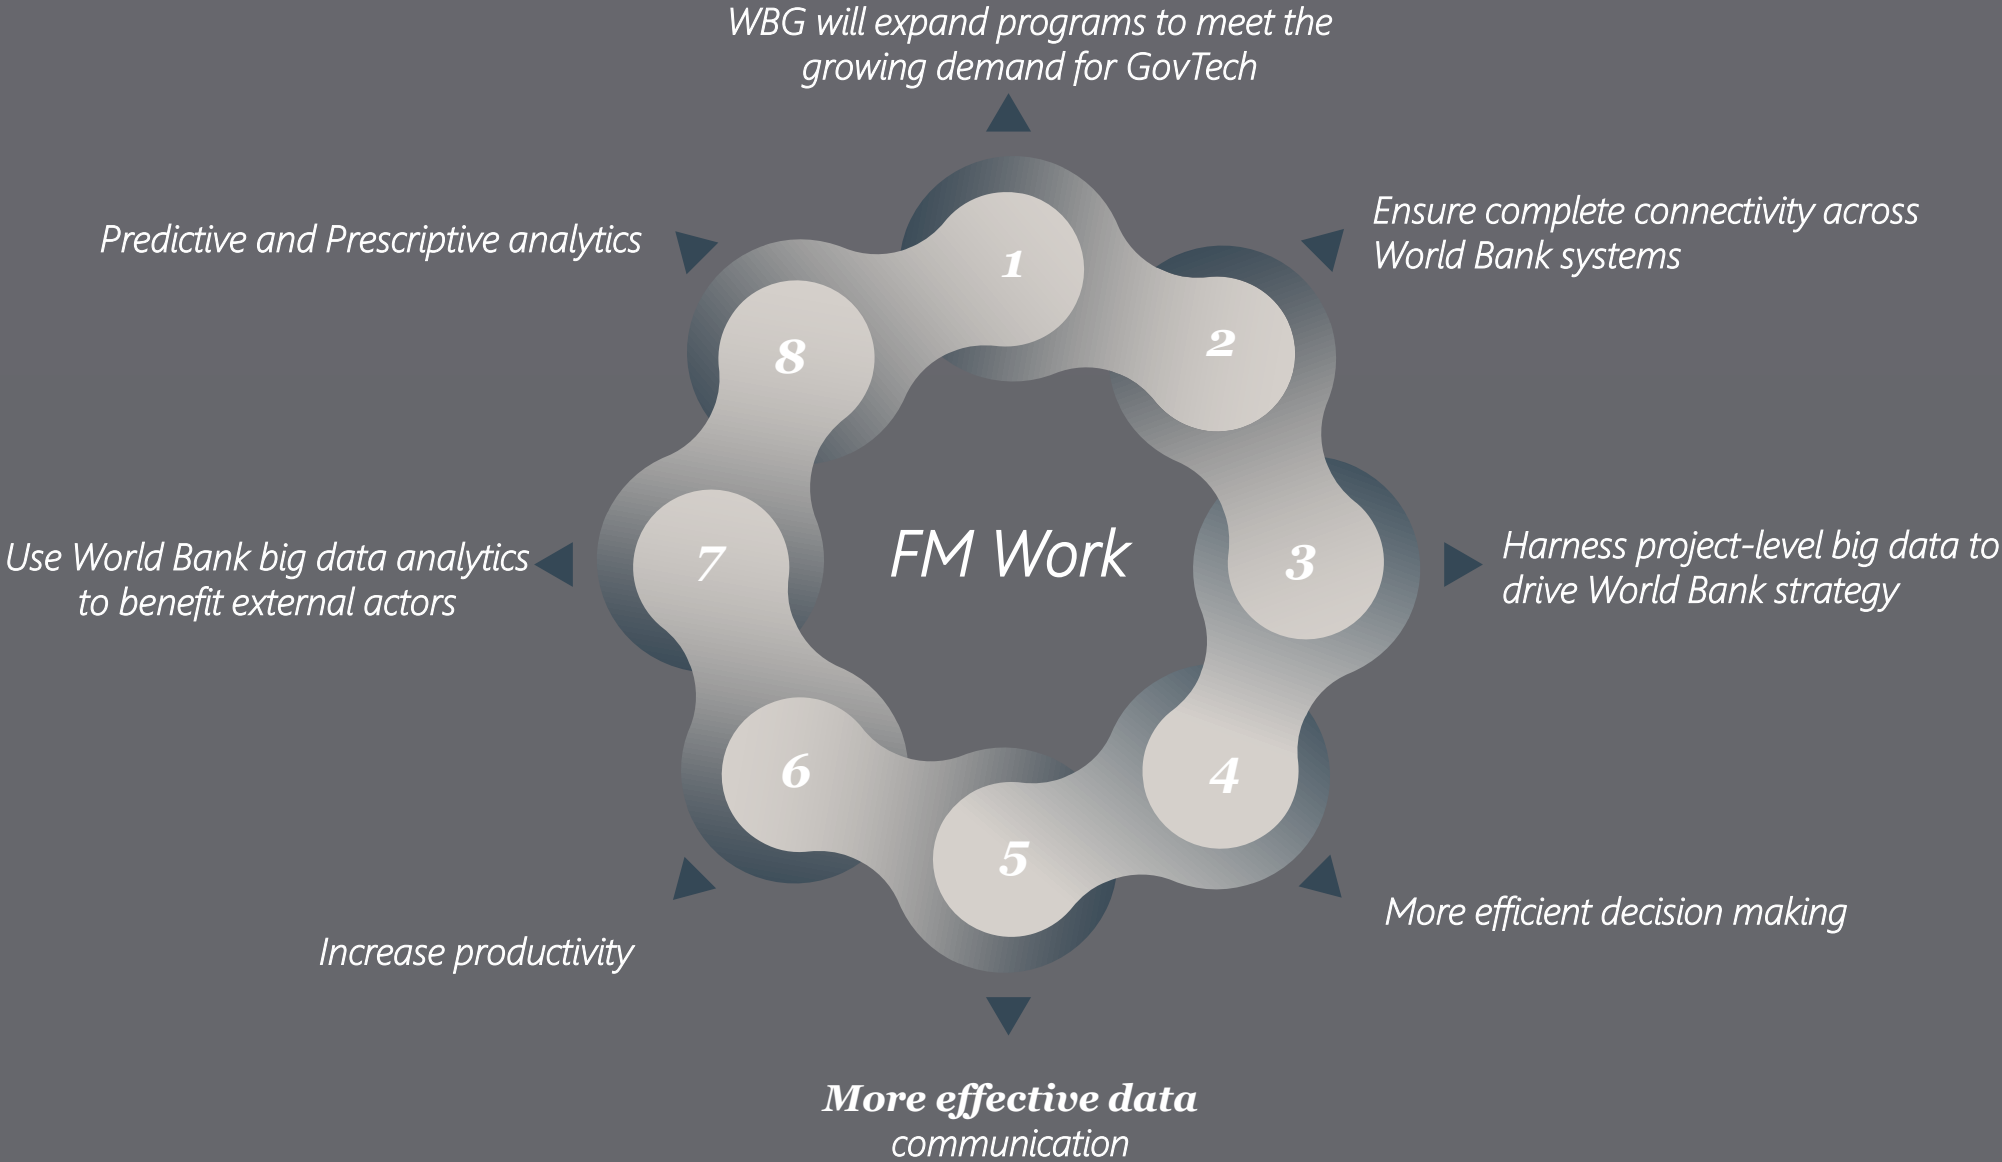 WBG will expand programs to meet the
growing demand for GovTech
1
Ensure complete connectivity across
World Bank systems
2
Harness project-level big data to
drive World Bank strategy
3
More efficient decision making
4
More effective data
communication
5
Increase productivity
6
Use World Bank big data analytics
to benefit external actors
7
Predictive and Prescriptive analytics
8
FM Work